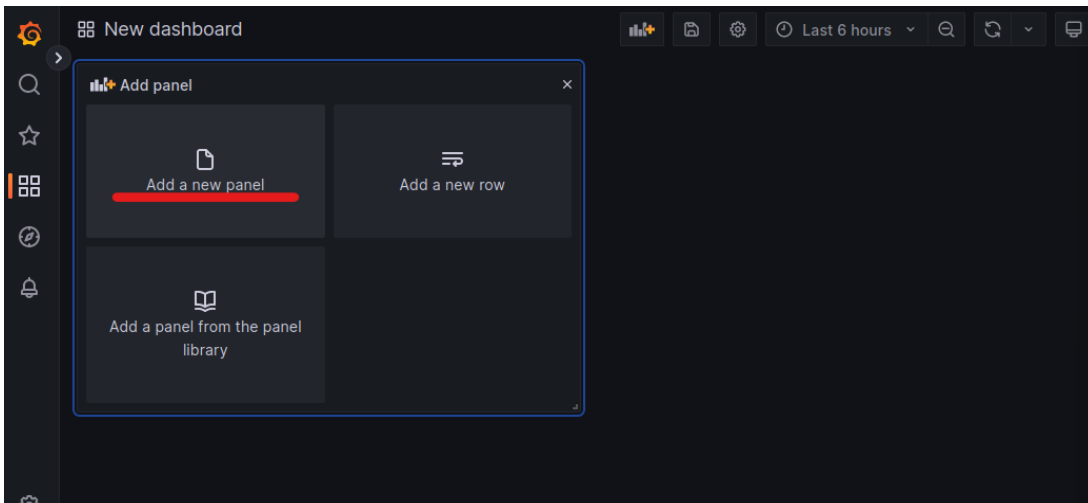 New dashboard
Last 6 hours
Add panel
Add a new panel
Add a new row
Add a panel from the panel
library